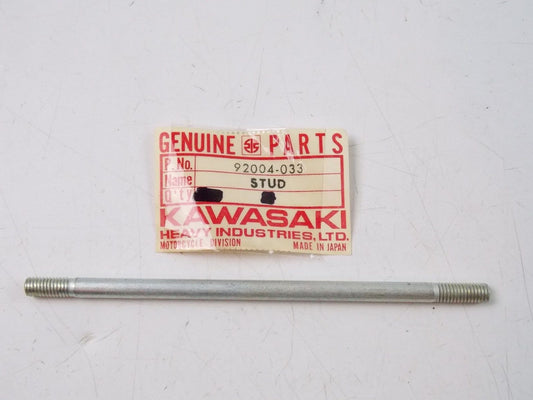 GENUINE PARTS
P. No. 92004-033
Name STUD
Q'ty
KAWASAKI
HEAVY INDUSTRIES, LTD.
MOTORCYCLE DIVISION MADE IN JAPAN